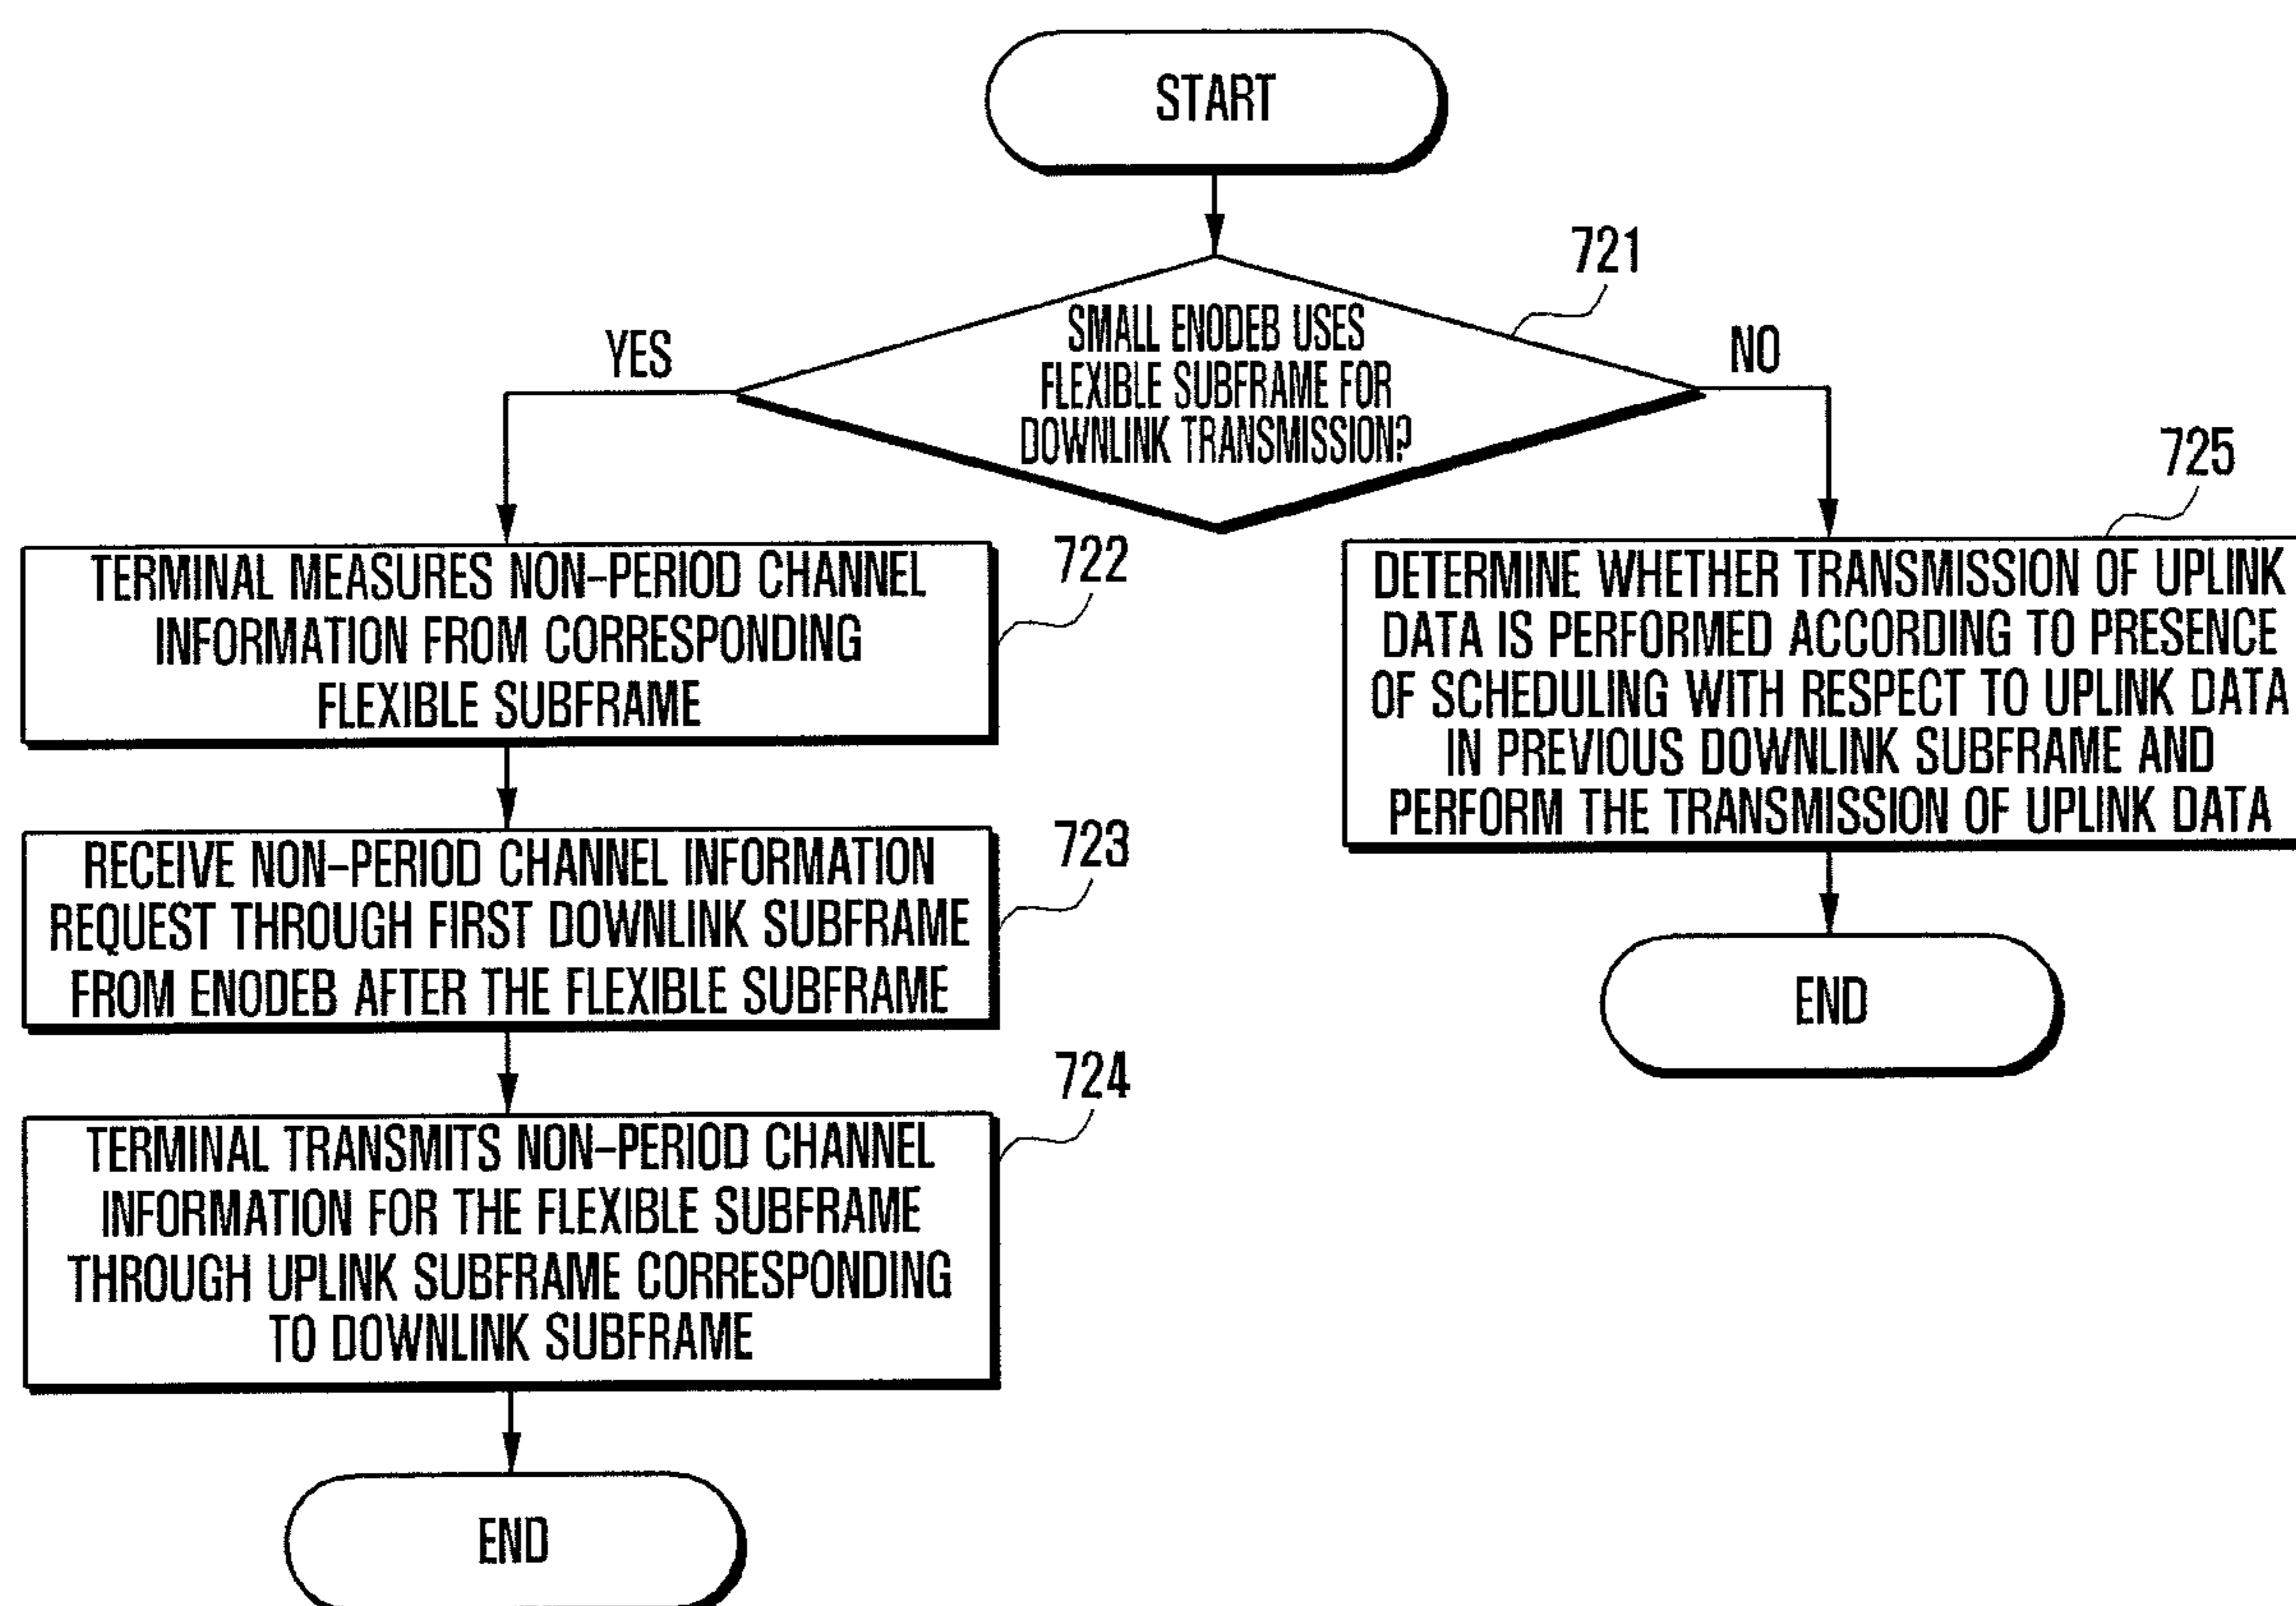 START
721
SMALL ENODEB USES
FLEXIBLE SUBFRAME FOR
DOWNLINK TRANSMISSION?
YES
NO
722
TERMINAL MEASURES NON-PERIOD CHANNEL
INFORMATION FROM CORRESPONDING
FLEXIBLE SUBFRAME
725
DETERMINE WHETHER TRANSMISSION OF UPLINK
DATA IS PERFORMED ACCORDING TO PRESENCE
OF SCHEDULING WITH RESPECT TO UPLINK DATA
IN PREVIOUS DOWNLINK SUBFRAME AND
PERFORM THE TRANSMISSION OF UPLINK DATA
723
RECEIVE NON-PERIOD CHANNEL INFORMATION
REQUEST THROUGH FIRST DOWNLINK SUBFRAME
FROM ENODEB AFTER THE FLEXIBLE SUBFRAME
END
724
TERMINAL TRANSMITS NON-PERIOD CHANNEL
INFORMATION FOR THE FLEXIBLE SUBFRAME
THROUGH UPLINK SUBFRAME CORRESPONDING
TO DOWNLINK SUBFRAME
END